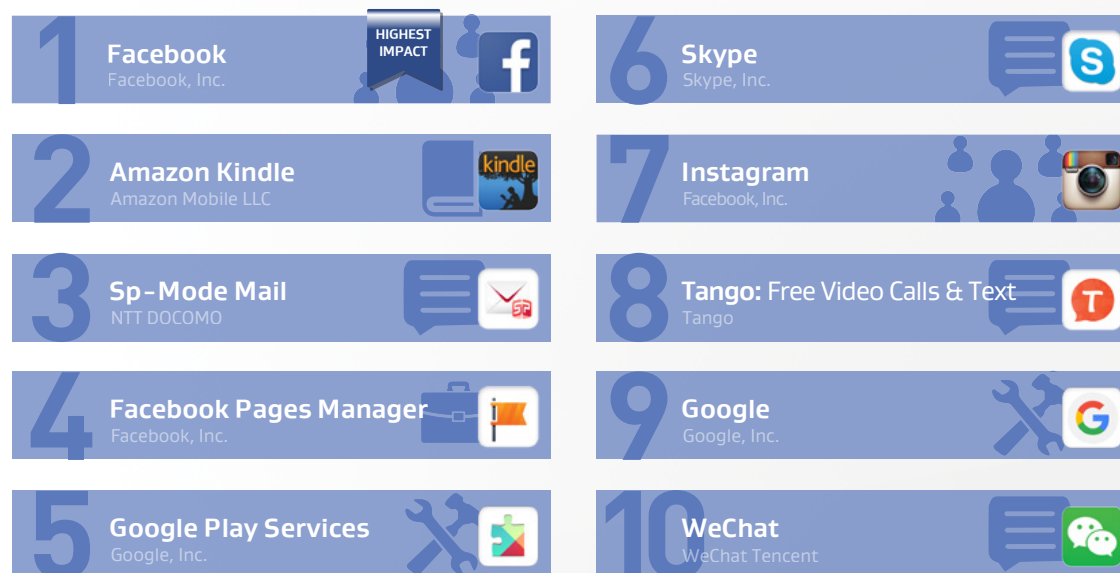 1
Facebook
Facebook, Inc.
HIGHEST
IMPACT
f
2
Amazon Kindle
Amazon Mobile LLC
kindle
3
Sp-Mode Mail
NTT DOCOMO
SP
4
Facebook Pages Manager
Facebook, Inc.
5
Google Play Services
Google, Inc.
6
Skype
Skype, Inc.
S
7
Instagram
Facebook, Inc.
8
Tango: Free Video Calls & Text
Tango
T
9
Google
Google, Inc.
G
10
WeChat
WeChat Tencent